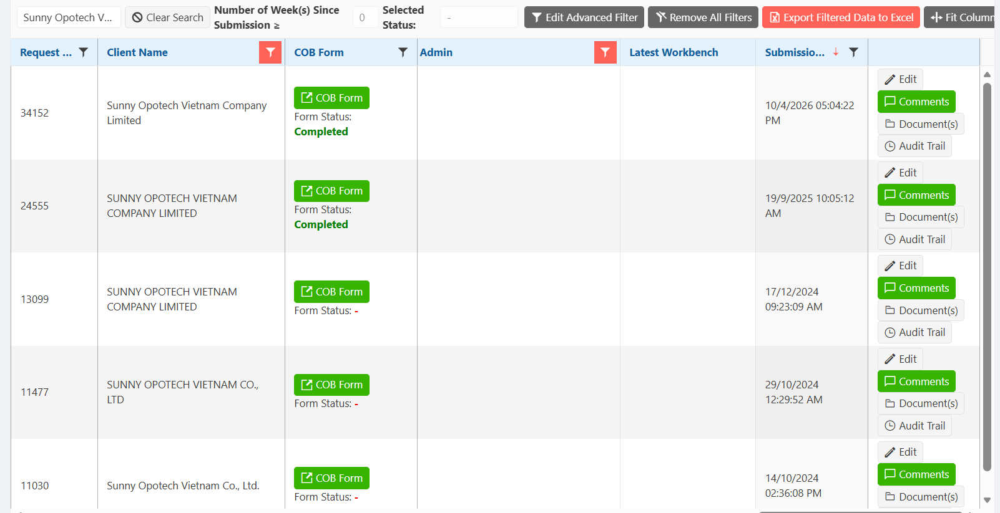 Sunny Opotech V...
Clear Search
Number of Week(s) Since
Submission ≥
0
Selected
Status:
-
Edit Advanced Filter
Remove All Filters
Export Filtered Data to Excel
Fit Column
Request ...
Client Name
COB Form
Admin
Latest Workbench
Submissio...
34152
Sunny Opotech Vietnam Company
Limited
COB Form
Form Status:
Completed
10/4/2026 05:04:22
PM
Edit
Comments
Document(s)
Audit Trail
24555
SUNNY OPOTECH VIETNAM
COMPANY LIMITED
COB Form
Form Status:
Completed
19/9/2025 10:05:12
AM
Edit
Comments
Document(s)
Audit Trail
13099
SUNNY OPOTECH VIETNAM
COMPANY LIMITED
COB Form
Form Status: -
17/12/2024
09:23:09 AM
Edit
Comments
Document(s)
Audit Trail
11477
SUNNY OPOTECH VIETNAM CO.,
LTD
COB Form
Form Status: -
29/10/2024
12:29:52 AM
Edit
Comments
Document(s)
Audit Trail
11030
Sunny Opotech Vietnam Co., Ltd.
COB Form
Form Status: -
14/10/2024
02:36:08 PM
Edit
Comments
Document(s)